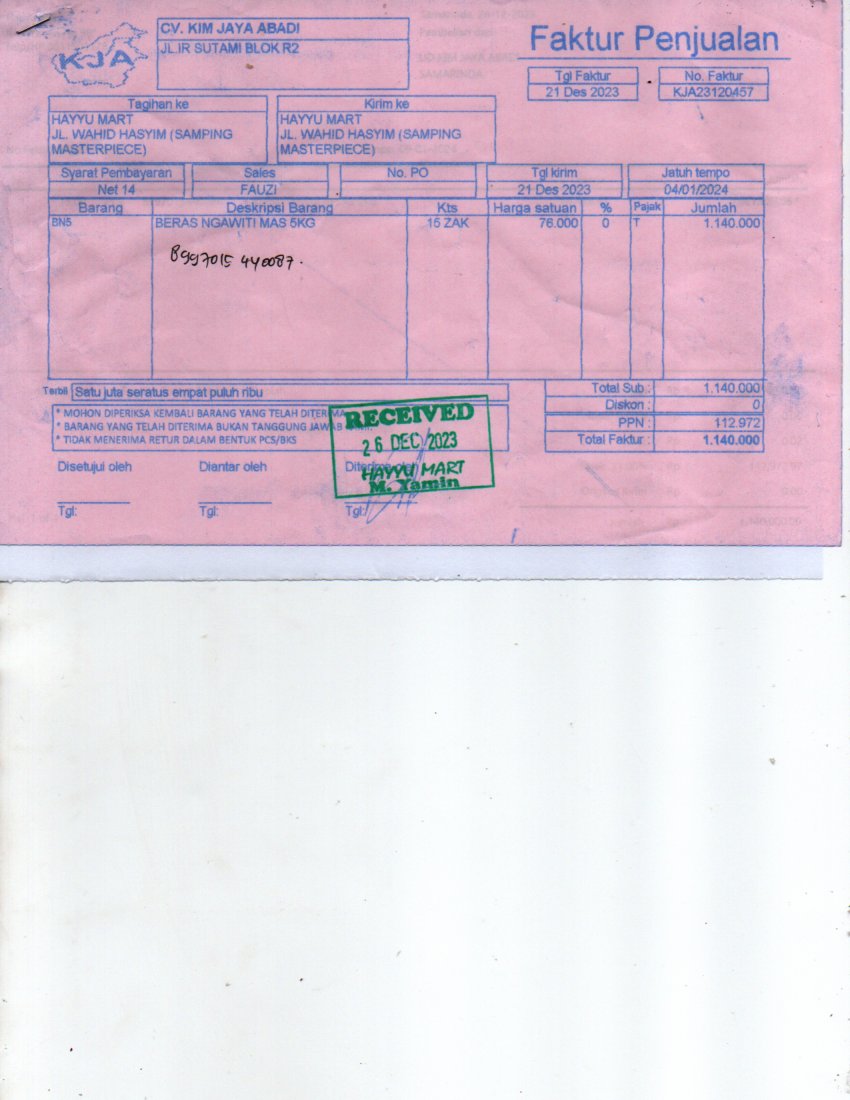 KJA
CV. KIM JAYA ABADI
JL.IR SUTAMI BLOK R2
Faktur Penjualan
Tgl Faktur
21 Des 2023
No. Faktur
KJA23120457
Tagihan ke
HAYYU MART
JL. WAHID HASYIM (SAMPING
MASTERPIECE)
Kirim ke
HAYYU MART
JL. WAHID HASYIM (SAMPING
MASTERPIECE)
Syarat Pembayaran Sales No. PO Tgl kirim Jatuh tempo
Net 14 FAUZI 21 Des 2023 04/01/2024
Barang Deskripsi Barang Kts Harga satuan % Pajak Jumlah
BN5 BERAS NGAWITI MAS 5KG 15 ZAK 76.000 0 T 1.140.000
8997015 440087.
Terbil Satu juta seratus empat puluh ribu
* MOHON DIPERIKSA KEMBALI BARANG YANG TELAH DITERIMA
* BARANG YANG TELAH DITERIMA BUKAN TANGGUNG JAWAB
* TIDAK MENERIMA RETUR DALAM BENTUK PCS/BKS
Total Sub : 1.140.000
Diskon : 0
PPN : 112.972
Total Faktur : 1.140.000
RECEIVED
26 DEC 2023
HAYYU MART
M. Yamin
Disetujui oleh Diantar oleh Diterima oleh
Tgl: Tgl: Tgl: